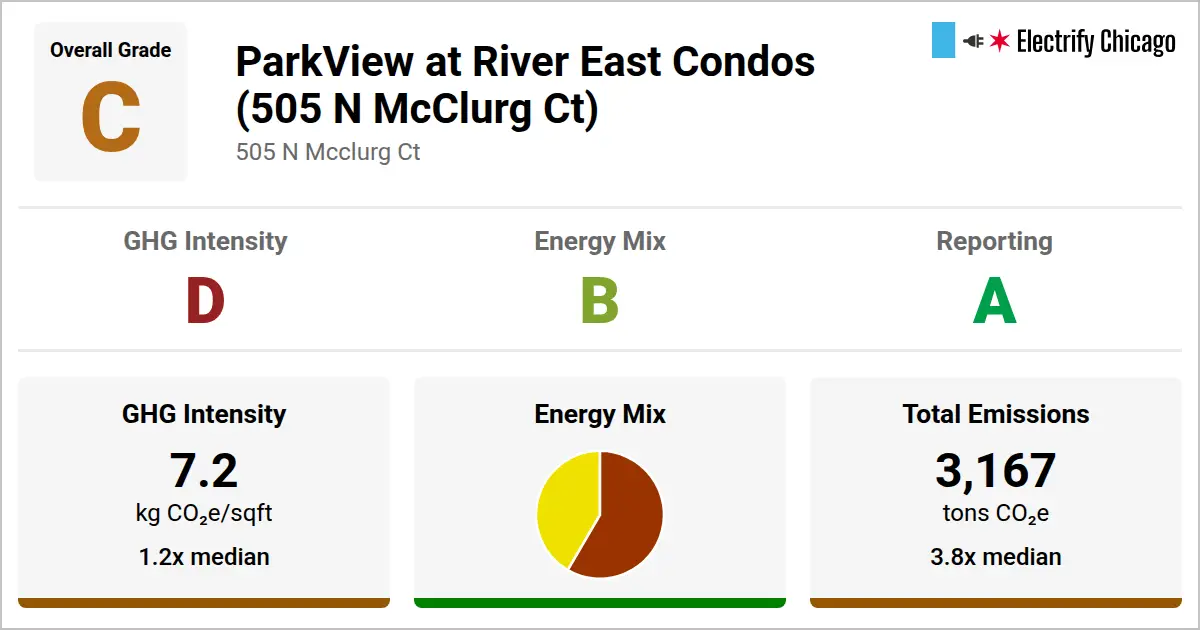 Overall Grade
C
ParkView at River East Condos
(505 N McClurg Ct)
505 N Mcclurg Ct
Electrify Chicago
GHG Intensity
D
Energy Mix
B
Reporting
A
GHG Intensity
7.2
kg CO₂e/sqft
1.2x median
Energy Mix
Total Emissions
3,167
tons CO₂e
3.8x median